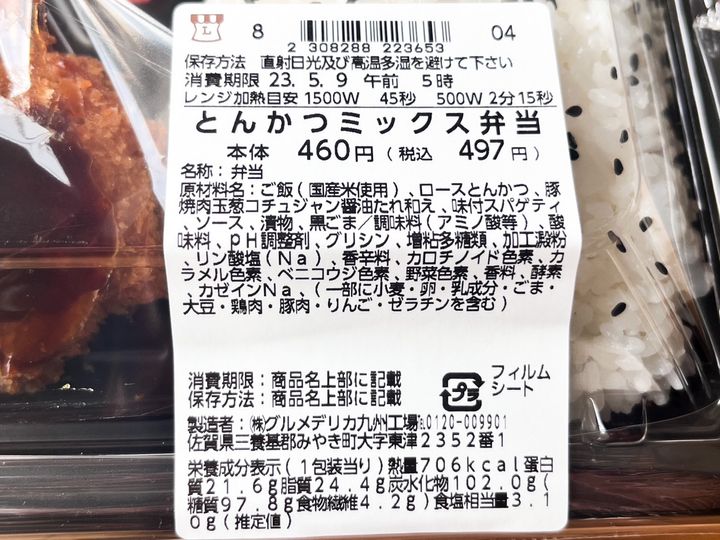 L 8 04
2 308288 223653
保存方法 直射日光及び高温多湿を避けて下さい
消費期限 23.5.9 午前 5時
レンジ加熱目安 1500W 45秒 500W 2分15秒
とんかつミックス弁当
本体 460円(税込 497円)
名称:弁当
原材料名:ご飯(国産米使用)、ロースとんかつ、豚
焼肉玉葱コチュジャン醤油たれ和え、味付スパゲティ
、ソース、漬物、黒ごま/調味料(アミノ酸等)、酸
味料、pH調整剤、グリシン、増粘多糖類、加工澱粉
、リン酸塩(Na)、香辛料、カロチノイド色素、カ
ラメル色素、ベニコウジ色素、野菜色素、香料、酵素
、カゼインNa、(一部に小麦・卵・乳成分・ごま・
大豆・鶏肉・豚肉・りんご・ゼラチンを含む)
消費期限:商品名上部に記載
保存方法:商品名上部に記載
プラ
フィルム
シート
製造者:㈱グルメデリカ九州工場℡0120-009901
佐賀県三養基郡みやき町大字東津2352番1
栄養成分表示(1包装当り)熱量706kcal蛋白
質21.6g脂質24.4g炭水化物102.0g(
糖質97.8g食物繊維4.2g)食塩相当量3.1
0g(推定値)